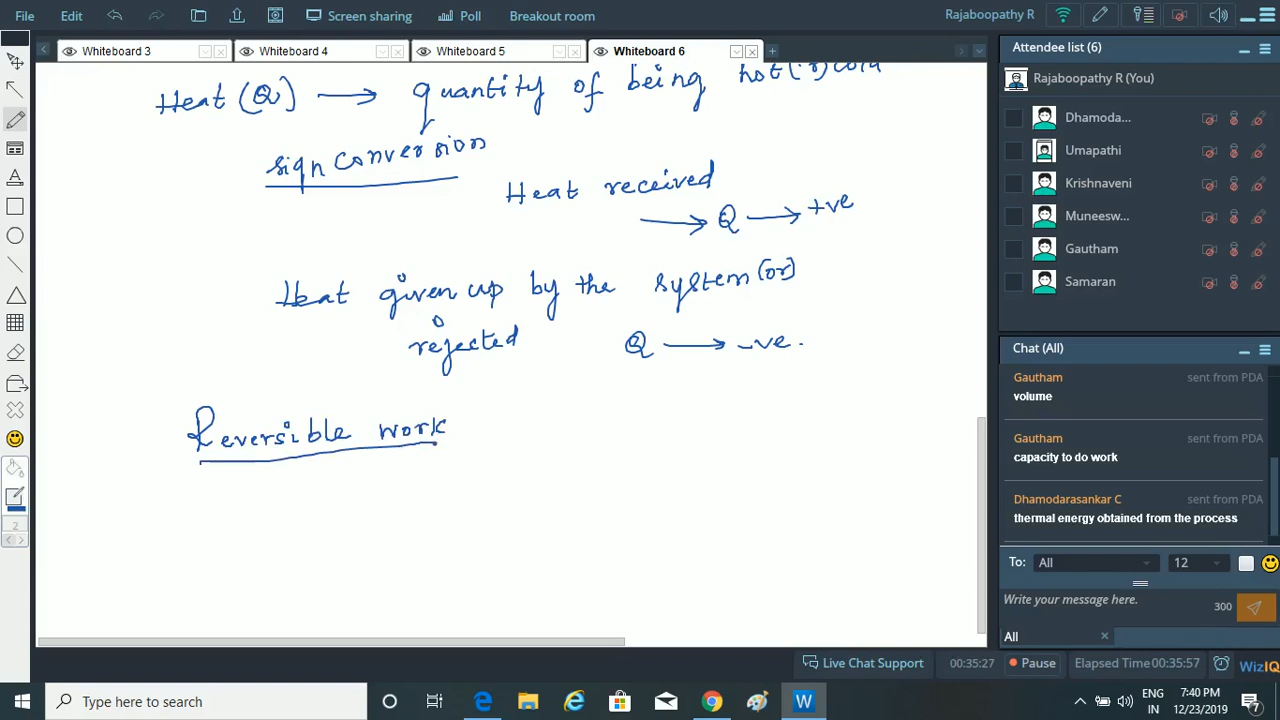 File Edit Screen sharing Poll Breakout room Rajaboopathy R
Whiteboard 3 Whiteboard 4 Whiteboard 5 Whiteboard 6
Heat (Q) → quantity of being hot (or) cold
sign conversion
Heat received
→ Q → +ve
Heat given up by the system (or)
rejected Q → -ve.
Reversible work
Attendee list (6)
Rajaboopathy R (You)
Dhamoda...
Umapathi
Krishnaveni
Muneesw...
Gautham
Samaran
Chat (All)
Gautham sent from PDA
volume
Gautham sent from PDA
capacity to do work
Dhamodarasankar C sent from PDA
thermal energy obtained from the process
To: All 12
Write your message here. 300
All
2
Live Chat Support 00:35:27 Pause Elapsed Time 00:35:57 WizIQ
Type here to search
W
ENG 7:40 PM
IN 12/23/2019 7